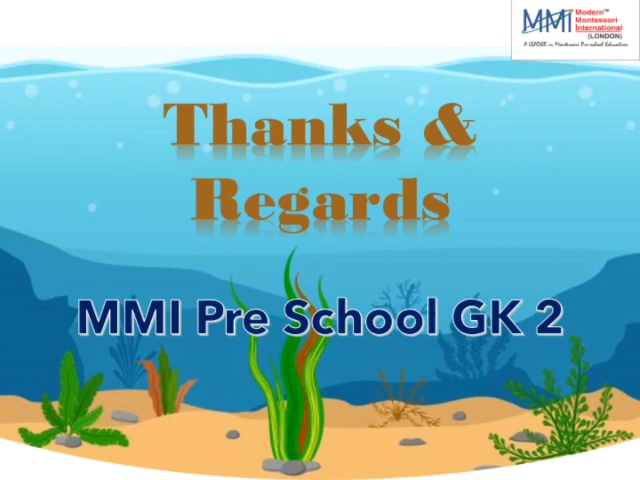 MMI
Modern™
Montessori
International
(LONDON)
A LEADER in Montessori Pre-school Education
Thanks &
Regards
MMI Pre School GK 2